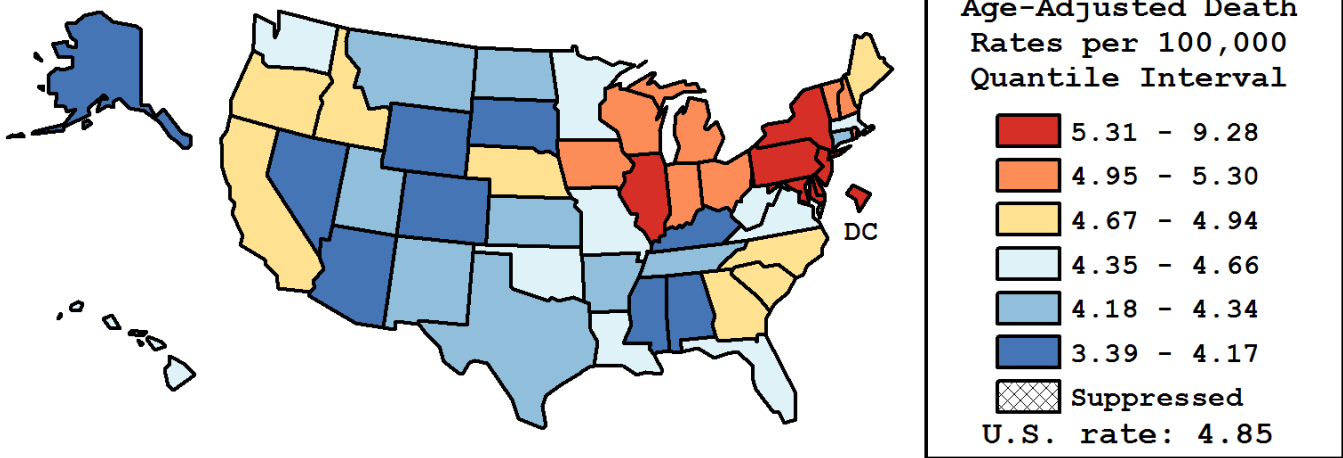 DC
Age-Adjusted Death
Rates per 100,000
Quantile Interval
5.31 - 9.28
4.95 - 5.30
4.67 - 4.94
4.35 - 4.66
4.18 - 4.34
3.39 - 4.17
Suppressed
U.S. rate: 4.85